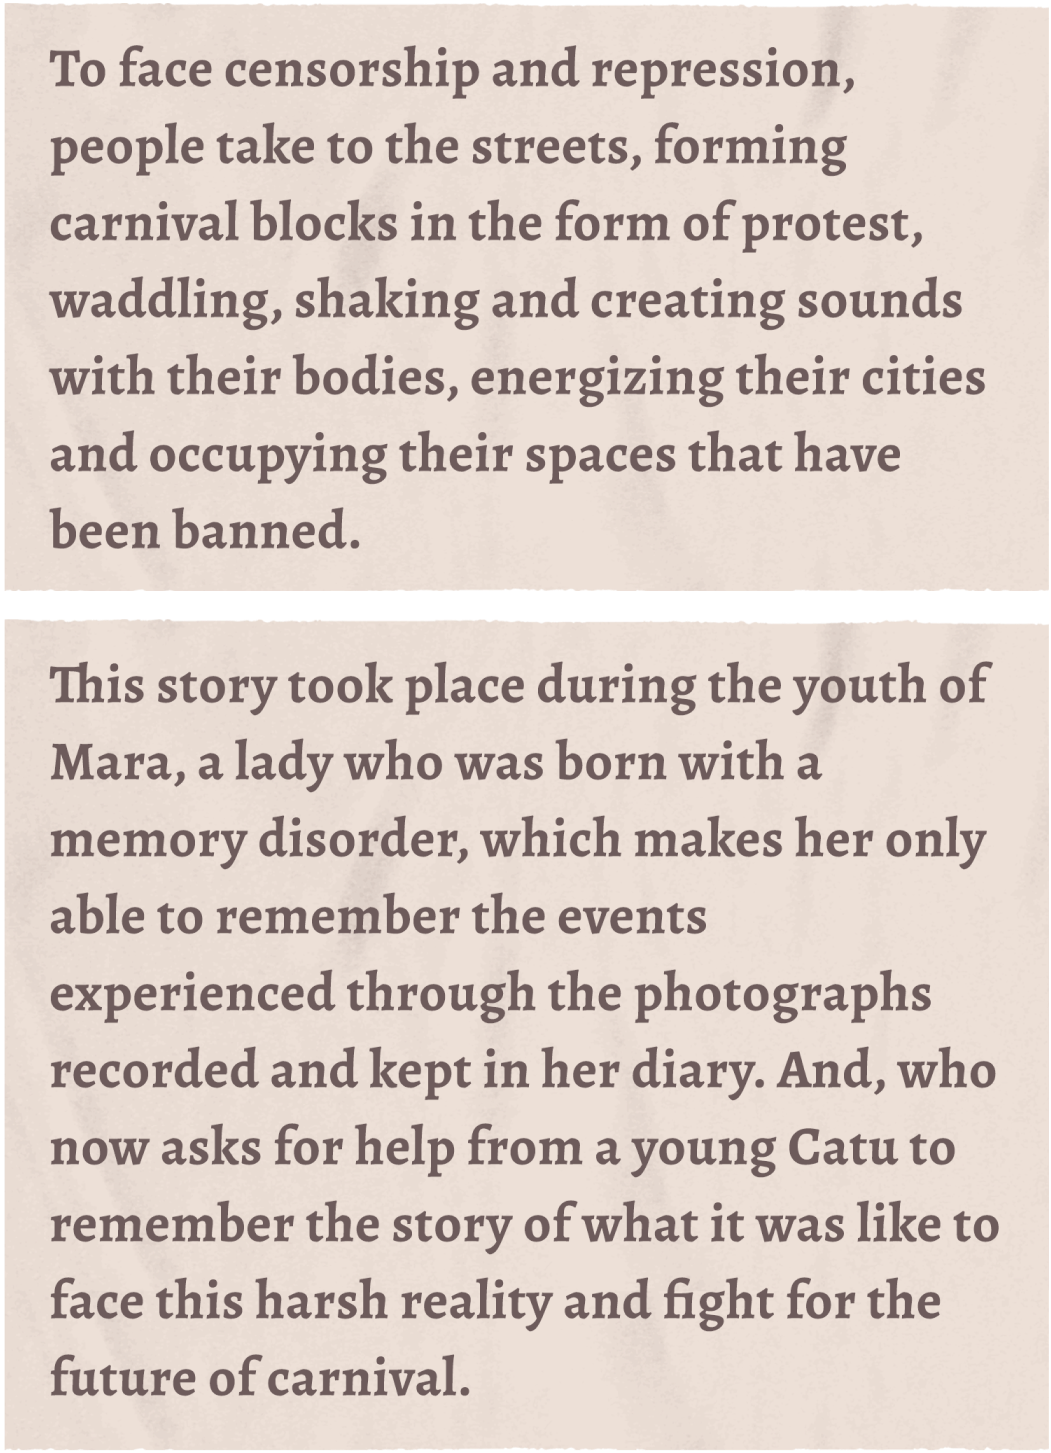 To face censorship and repression,
people take to the streets, forming
carnival blocks in the form of protest,
waddling, shaking and creating sounds
with their bodies, energizing their cities
and occupying their spaces that have
been banned.
This story took place during the youth of
Mara, a lady who was born with a
memory disorder, which makes her only
able to remember the events
experienced through the photographs
recorded and kept in her diary. And, who
now asks for help from a young Catu to
remember the story of what it was like to
face this harsh reality and fight for the
future of carnival.